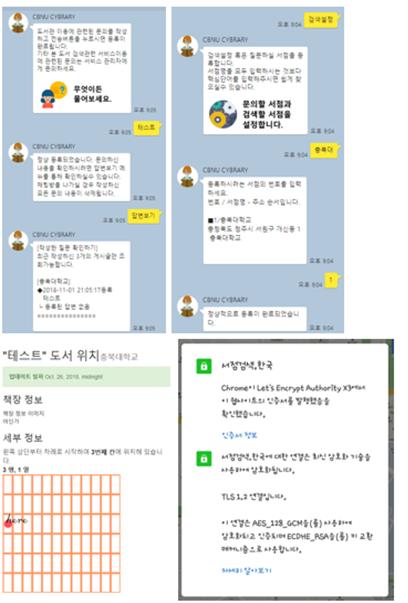 CBNU CYBRARY
도서관 이용에 관련된 문의를 작성
하고 전송버튼을 누르시면 등록이
완료됩니다.
기타 본 도서 검색관련 서비스이용
에 관련된 문의는 서비스 관리자에
게 문의하세요.
무엇이든
물어보세요.
오후 9:05
오후 9:05
테스트
CBNU CYBRARY
정상 등록되었습니다. 문의하신
내용을 확인하시려면 답변보기 메
뉴를 통해 확인하실수 있습니다.
채팅방을 나가실 경우 작성하신
모든 문의 내용이 삭제됩니다.
오후 9:05
오후 9:05
답변보기
CBNU CYBRARY
[작성한 질문 확인하기]
최근 작성하신 3개의 게시글만 조
회가능합니다.
[충북대학교]
◆2018-11-01 21:05:17등록
테스트
└ 등록된 답변 없음
===============
오후 9:05
오후 9:04
검색설정
CBNU CYBRARY
검색설정 혹은 질문하실 서점을 등
록합니다.
서점명을 모두 입력하시는 것보다
핵심단어를 입력해주시면 쉽게 찾
으실수 있습니다.
문의할 서점과
검색할 서점을
설정합니다.
오후 9:04
오후 9:04
충북대
CBNU CYBRARY
등록하시려는 서점의 번호를 입력
하세요.
번호 / 서점명 - 주소 순서입니다.
■1/충북대학교
충청북도 청주시 서원구 개신동 1
충북대학교
오후 9:04
오후 9:04
1
CBNU CYBRARY
정상적으로 등록이 완료되었습니
다.
오후 9:04
"테스트" 도서 위치충북대학교
업데이트 일자 Oct. 26, 2018, midnight
책장 정보
책장 정보 이미지
여민가
세부 정보
왼쪽 상단부터 차례로 시작하여 3번째 칸에 위치해 있습니
다.
3 행, 1 열
here
서점검색.한국
Chrome이 Let's Encrypt Authority X3에서
이 웹사이트의 인증서를 발행했음을
확인했습니다.
인증서 정보
서점검색.한국에 대한 연결은 최신 암호화 기술을
사용하여 암호화됩니다.
TLS 1.2 연결입니다.
이 연결은 AES_128_GCM을(를) 사용하여
암호화되고 인증되며 ECDHE_RSA을(를) 키 교환
메커니즘으로 사용합니다.
자세히 알아보기